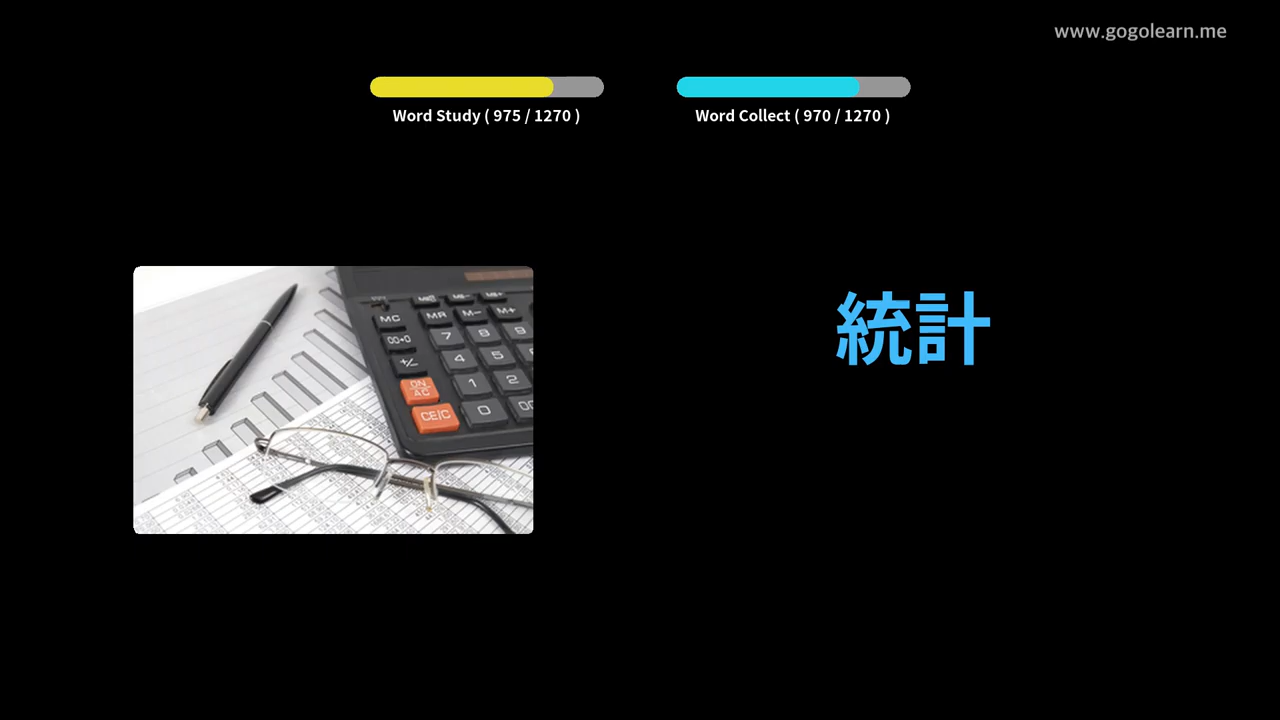 www.gogolearn.me
Word Study ( 975 / 1270 )
Word Collect ( 970 / 1270 )
統計
MC
MR
M−
M+
00→0
7
8
9
+/−
4
5
ON/AC
1
2
CE/C
0